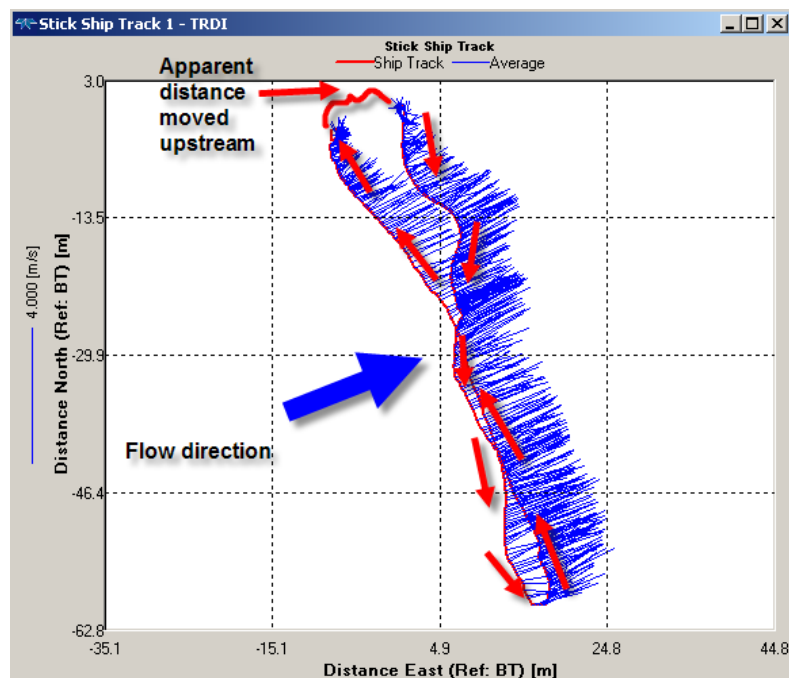 Stick Ship Track 1 - TRDI
Stick Ship Track
Ship Track Average
Apparent
distance
moved
upstream
3.0
-13.5
-29.9
-46.4
-62.8
4.000 [m/s]
Distance North (Ref: BT) [m]
Flow direction
-35.1 -15.1 4.9 24.8 44.8
Distance East (Ref: BT) [m]